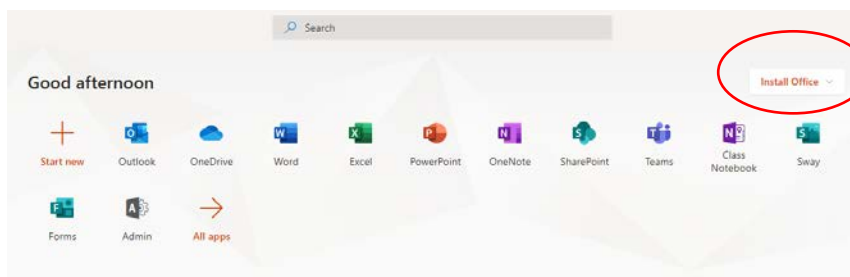 Search
Good afternoon
Install Office
Start new Outlook OneDrive Word Excel PowerPoint OneNote SharePoint Teams Class Notebook Sway
Forms Admin All apps